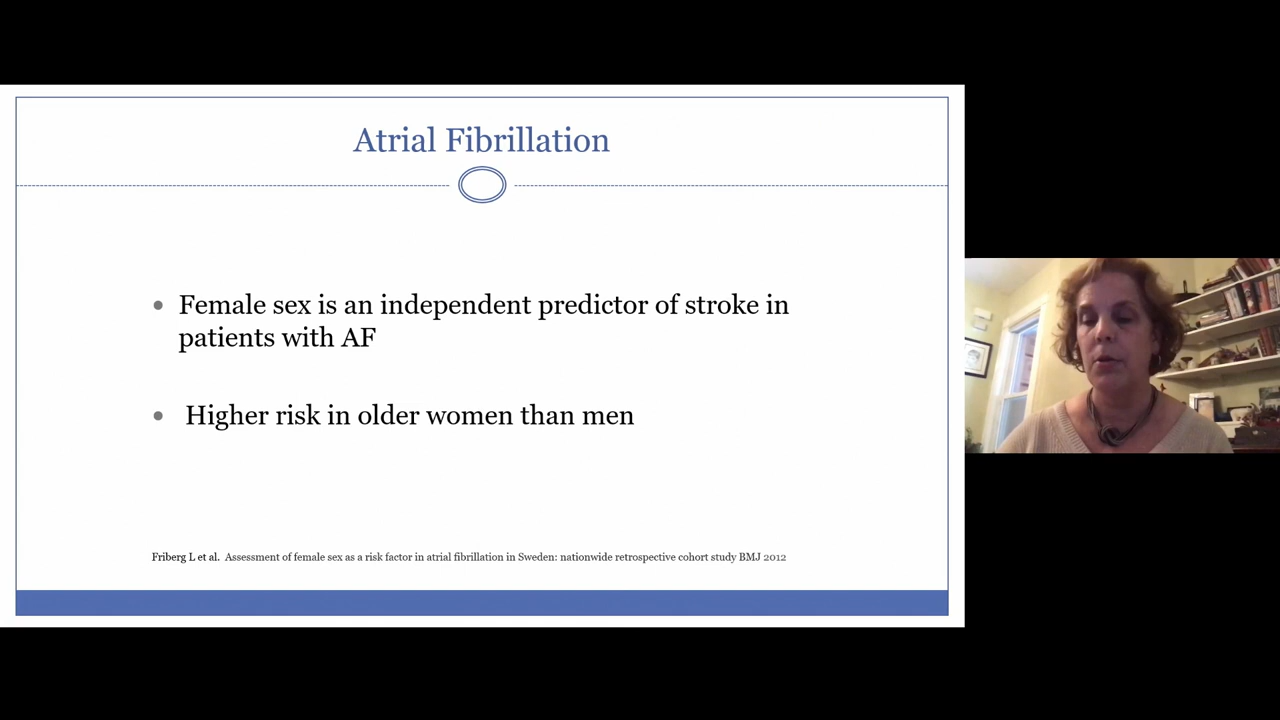 Atrial Fibrillation
• Female sex is an independent predictor of stroke in
patients with AF
• Higher risk in older women than men
Friberg L et al. Assessment of female sex as a risk factor in atrial fibrillation in Sweden: nationwide retrospective cohort study BMJ 2012